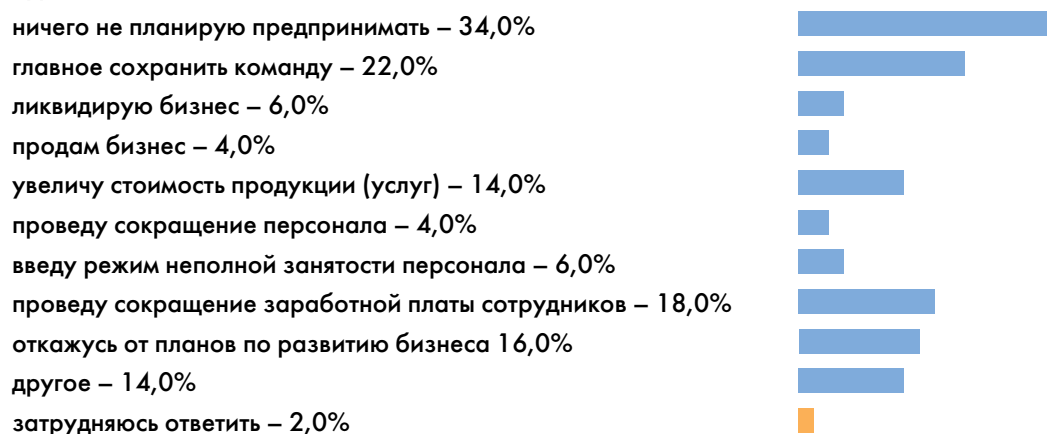 ничего не планирую предпринимать – 34,0%
главное сохранить команду – 22,0%
ликвидирую бизнес – 6,0%
продам бизнес – 4,0%
увеличу стоимость продукции (услуг) – 14,0%
проведу сокращение персонала – 4,0%
введу режим неполной занятости персонала – 6,0%
проведу сокращение заработной платы сотрудников – 18,0%
откажусь от планов по развитию бизнеса 16,0%
другое – 14,0%
затрудняюсь ответить – 2,0%